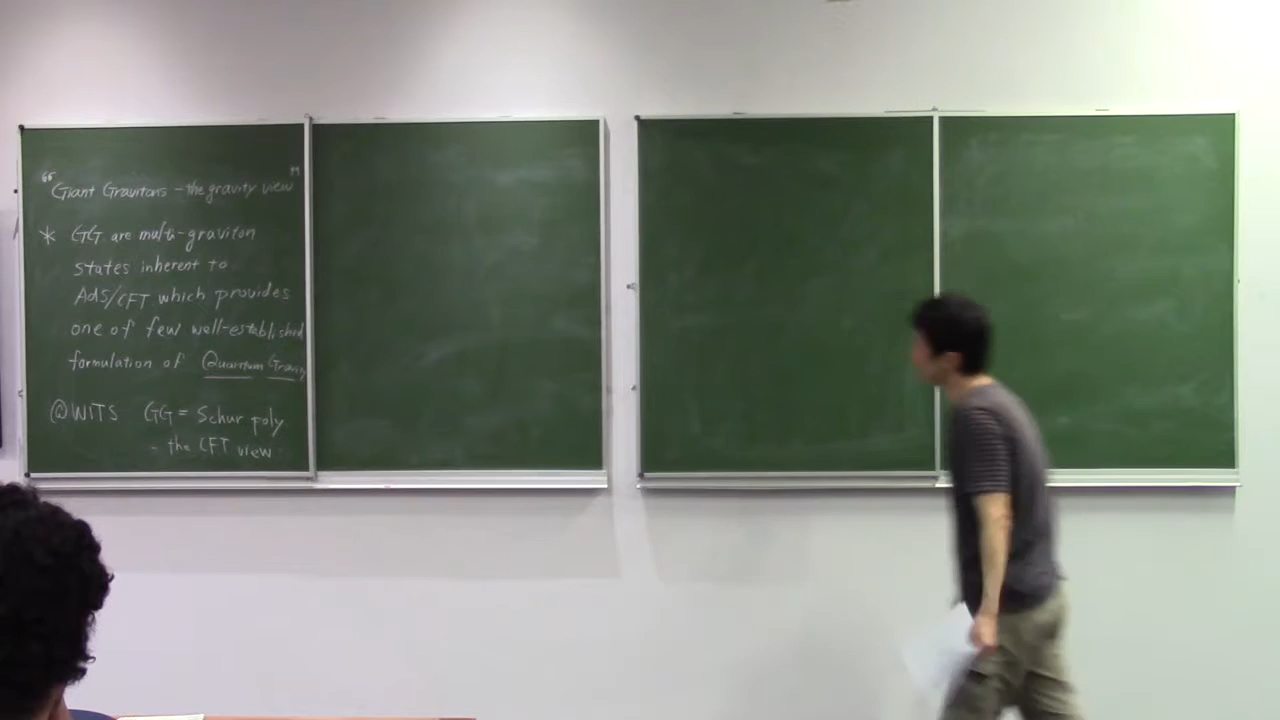 "Giant Gravitons - the gravity view"
* GG are multi-graviton
states inherent to
AdS/CFT which provides
one of few well-established
formulation of Quantum Gravity
@WITS GG = Schur poly
- the CFT view